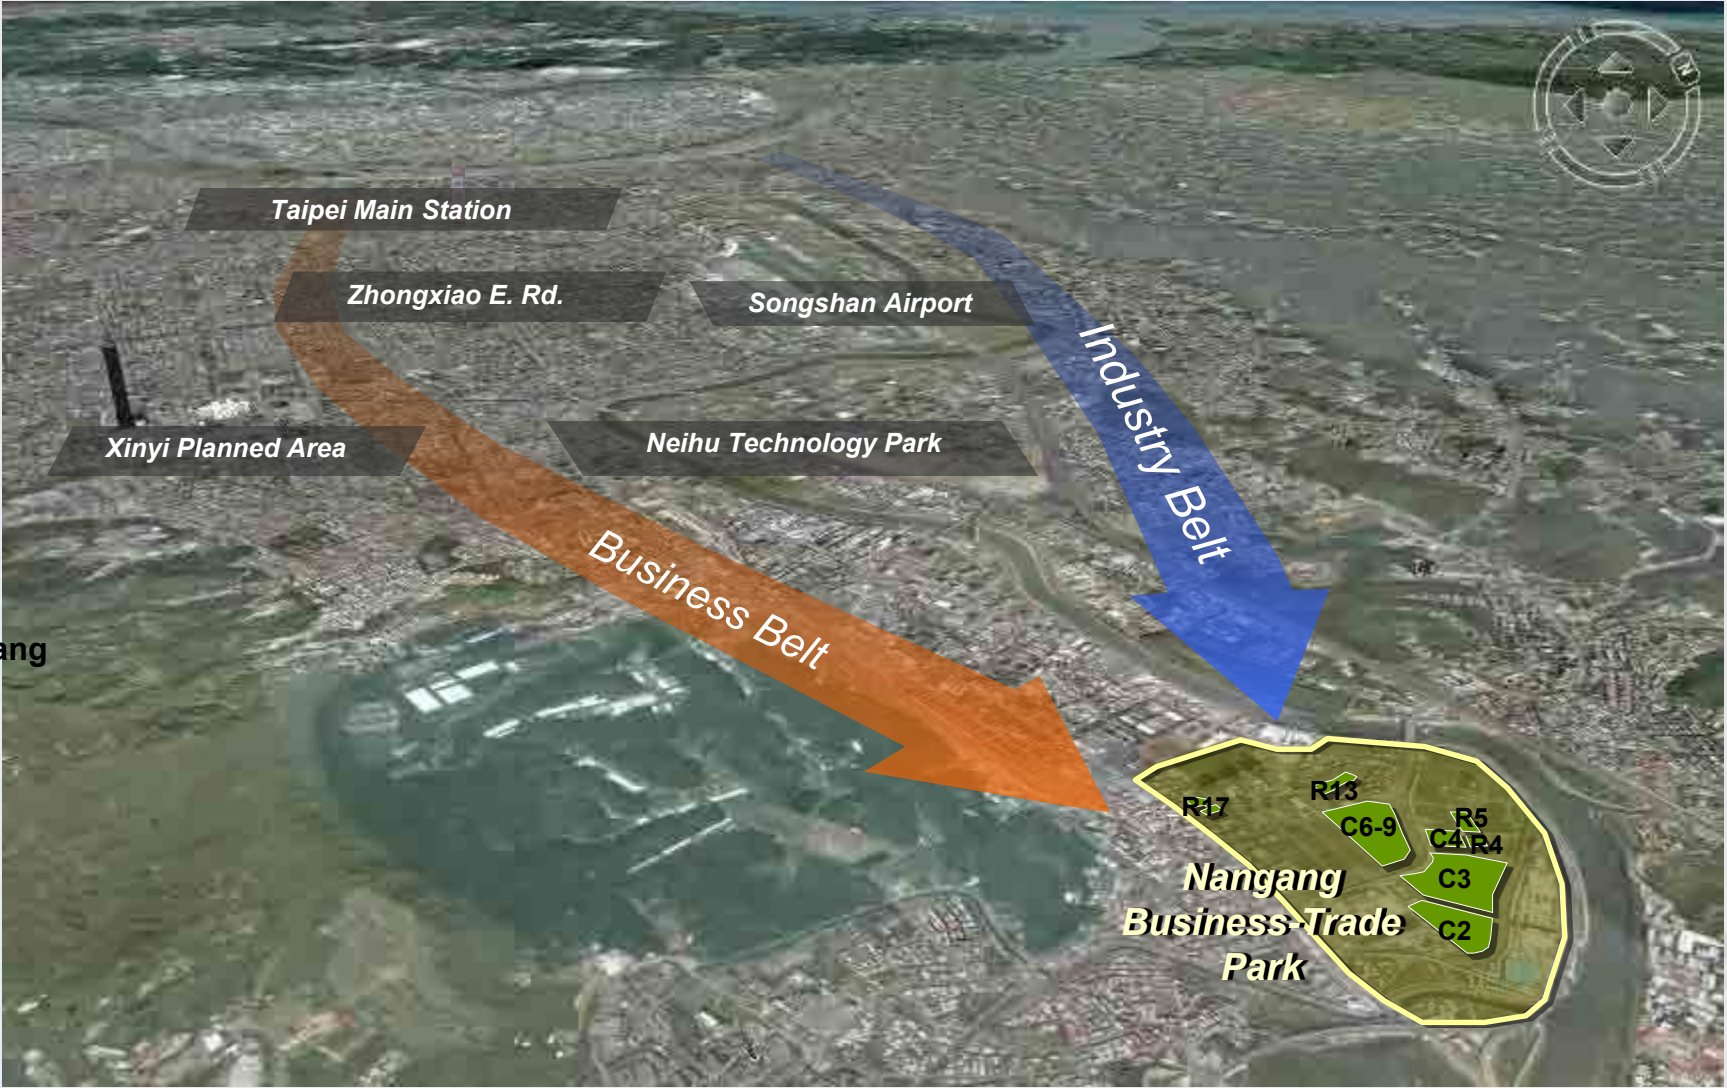 N
Taipei Main Station
Zhongxiao E. Rd.
Songshan Airport
Industry Belt
Xinyi Planned Area
Neihu Technology Park
Business Belt
ang
R17
R13
C6-9
R5
C4
R4
C3
C2
Nangang
Business-Trade
Park